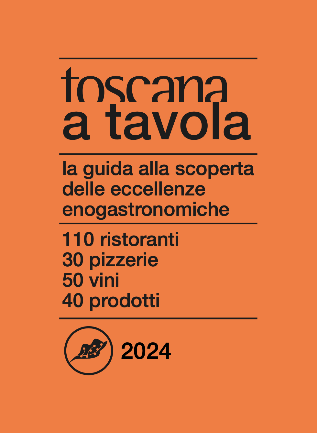 toscana
a tavola
la guida alla scoperta
delle eccellenze
enogastronomiche
110 ristoranti
30 pizzerie
50 vini
40 prodotti
2024